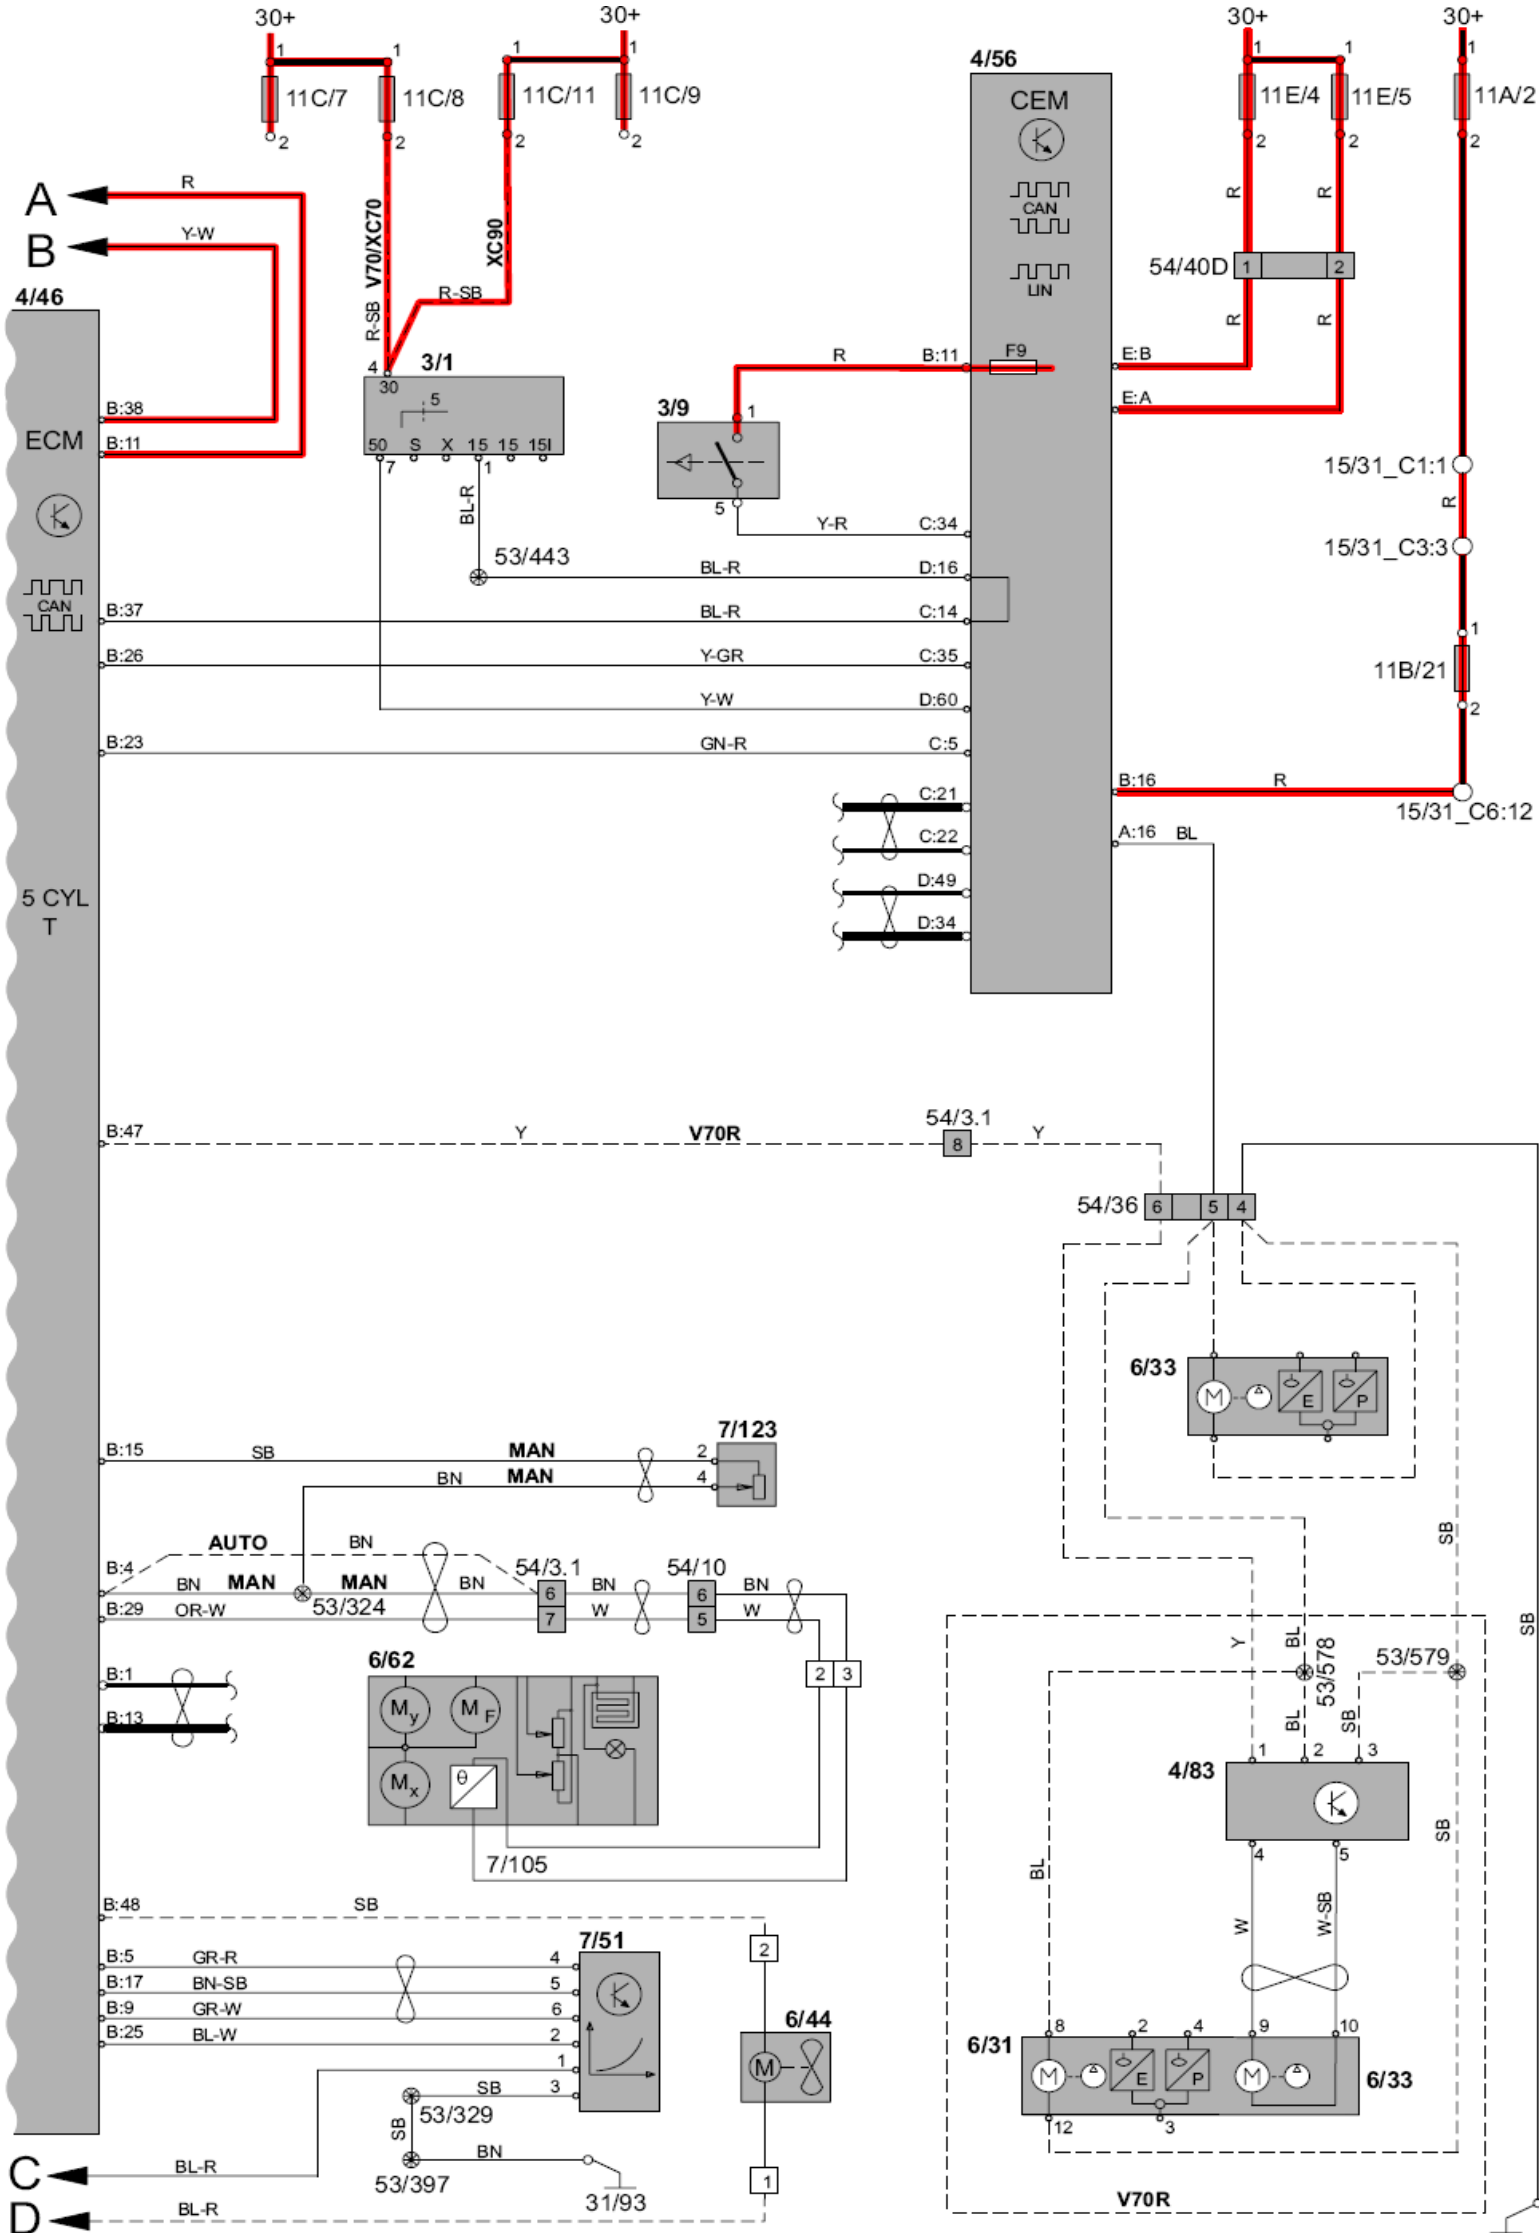 30+ 30+ 30+ 30+
1 1 1 1 4/56 1 1 1
11C/7 11C/8 11C/11 11C/9 CEM 11E/4 11E/5 11A/2
2 2 2 2 2 2 2
A R
CAN
R R
V70/XC70 XC90
B Y-W
54/40D 1 2
LIN
4/46 R-SB R-SB R R
4 3/1 R B:11 F9 E:B
30
5
B:38 3/9 1 E:A
ECM B:11 50 S X 15 15 15I
7 1 15/31_C1:1
BL-R 5 R
Y-R C:34
53/443 15/31_C3:3
BL-R D:16
CAN B:37 BL-R C:14
1
B:26 Y-GR C:35 11B/21
Y-W D:60 2
B:23 GN-R C:5
B:16 R
C:21 15/31_C6:12
C:22 A:16 BL
D:49
5 CYL
T
D:34
54/3.1
B:47 Y V70R 8 Y
54/36 6 5 4
6/33
M E P
7/123
B:15 SB MAN 2
BN MAN 4
SB
AUTO BN
B:4 54/3.1 54/10
BN MAN MAN BN 6 BN 6 BN
B:29 OR-W 53/324 7 W 5 W
SB
Y BL 53/578 53/579
6/62 2 3
B:1
My MF
B:13 BL SB
1 2 3
Mx θ 4/83
7/105
4 5
SB
BL
B:48 SB
W W-SB
7/51
B:5 GR-R 4 2
B:17 BN-SB 5
B:9 GR-W 6 6/44 8 2 4 9 10
B:25 BL-W 2 6/31
M M E P M 6/33
1
SB 3
53/329 12 3
SB BN
C BL-R 53/397 31/93 1
D BL-R V70R